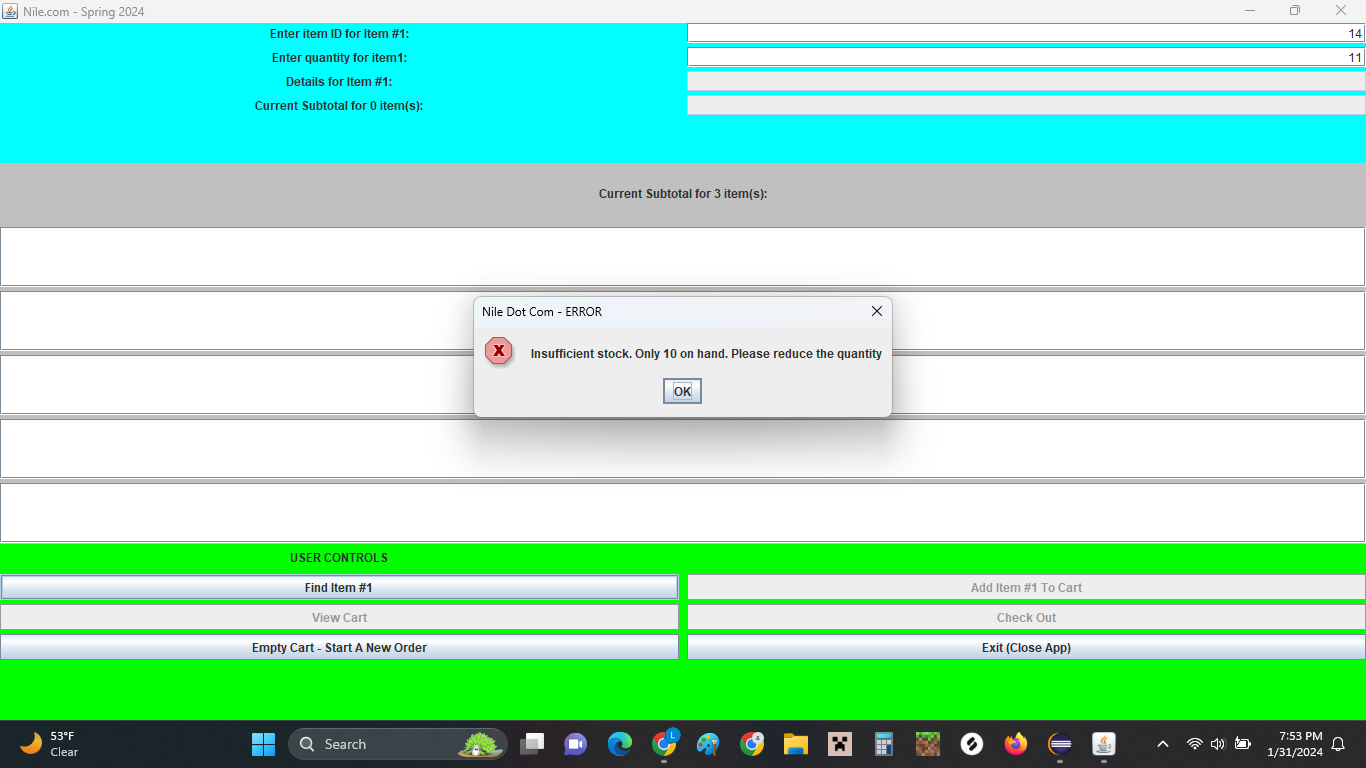 Nile.com - Spring 2024
Enter item ID for Item #1:
14
Enter quantity for item1:
11
Details for Item #1:
Current Subtotal for 0 item(s):
Current Subtotal for 3 item(s):
Nile Dot Com - ERROR
X
Insufficient stock. Only 10 on hand. Please reduce the quantity
OK
USER CONTROLS
Find Item #1
Add Item #1 To Cart
View Cart
Check Out
Empty Cart - Start A New Order
Exit (Close App)
53°F
Clear
Search
L
7:53 PM
1/31/2024